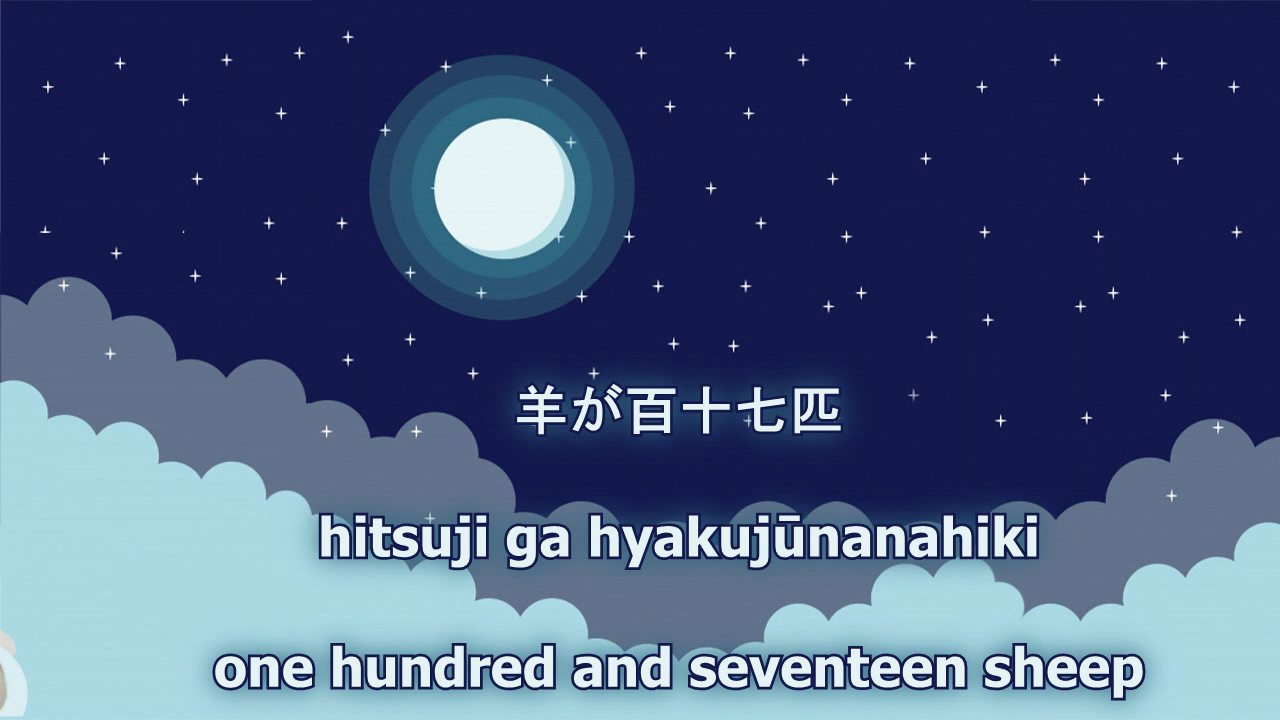 羊が百十七匹
hitsuji ga hyakujūnanahiki
one hundred and seventeen sheep